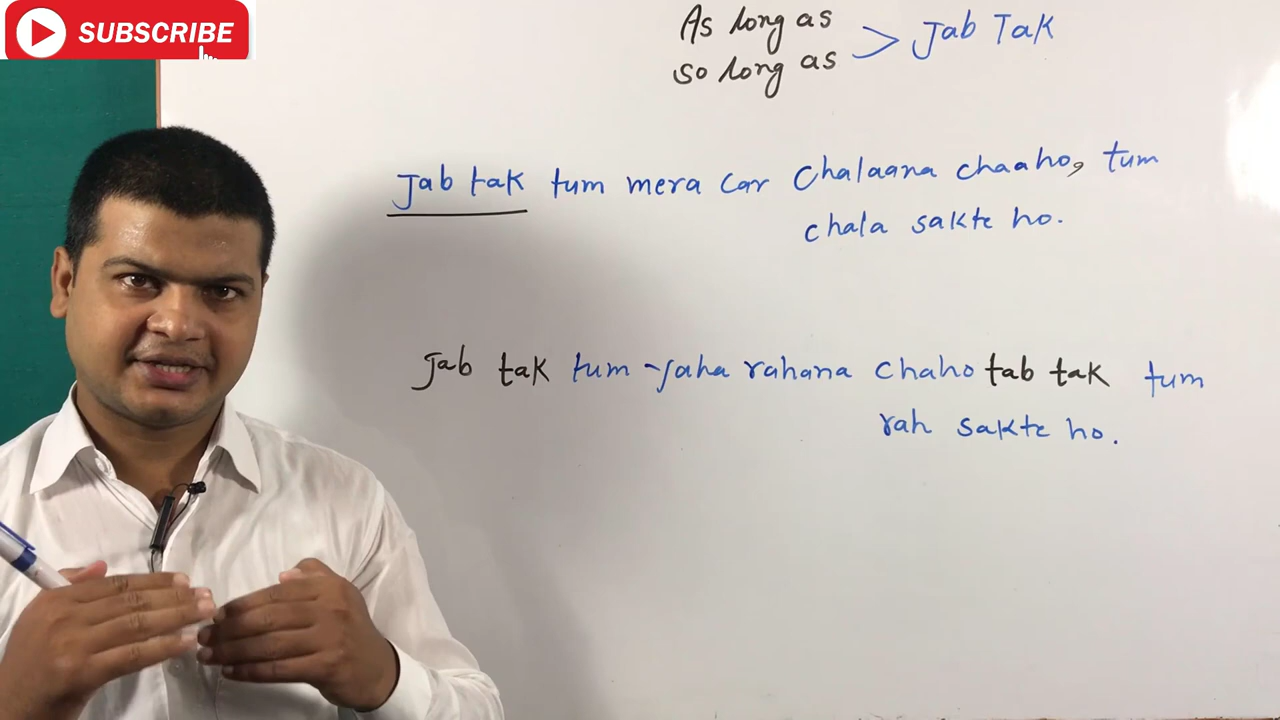 SUBSCRIBE
As long as
so long as > Jab Tak
Jab tak tum mera car chalaana chaaho, tum
chala sakte ho.
Jab tak tum yaha rahana chaho tab tak tum
rah sakte ho.